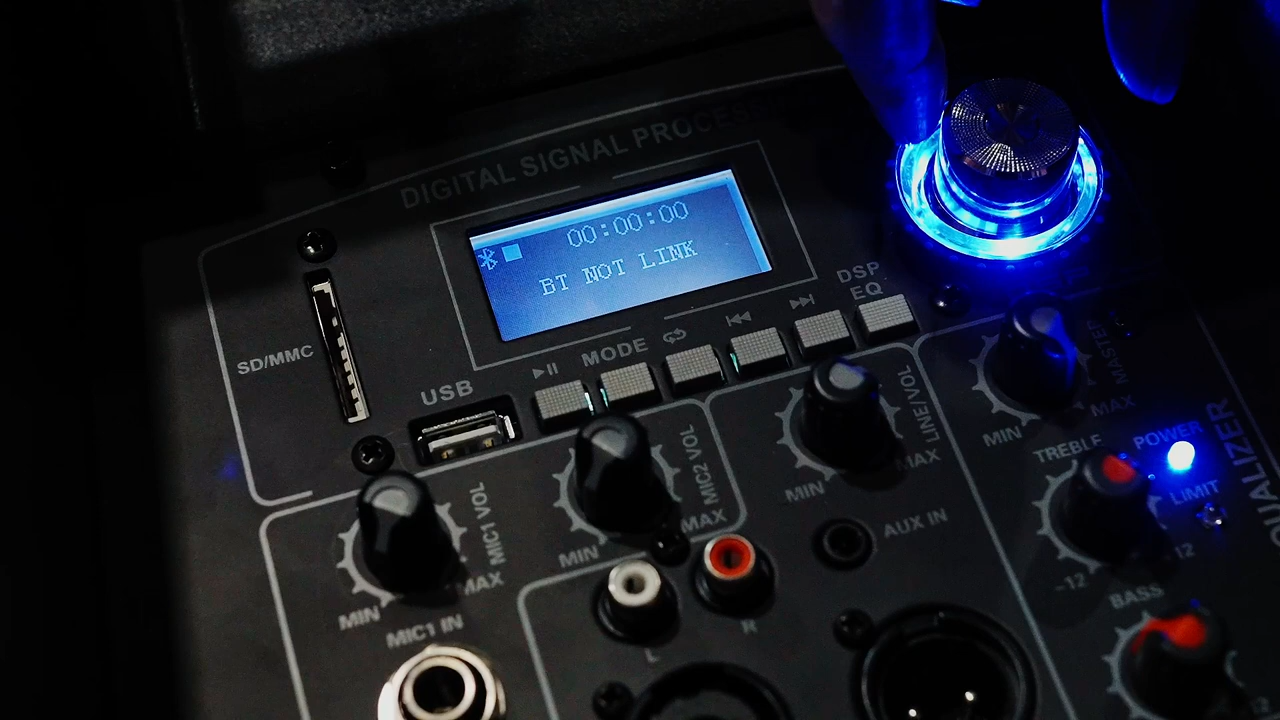 DIGITAL SIGNAL PROCESS
00:00:00
BT NOT LINK
SD/MMC
USB
MODE
DSP
EQ
MIC1 VOL
MIN
MAX
MIC1 IN
MIC2 VOL
MIN
MAX
LINE/VOL
MIN
MAX
AUX IN
L
R
MASTER
MIN
MAX
TREBLE
POWER
LIMIT
-12
12
BASS